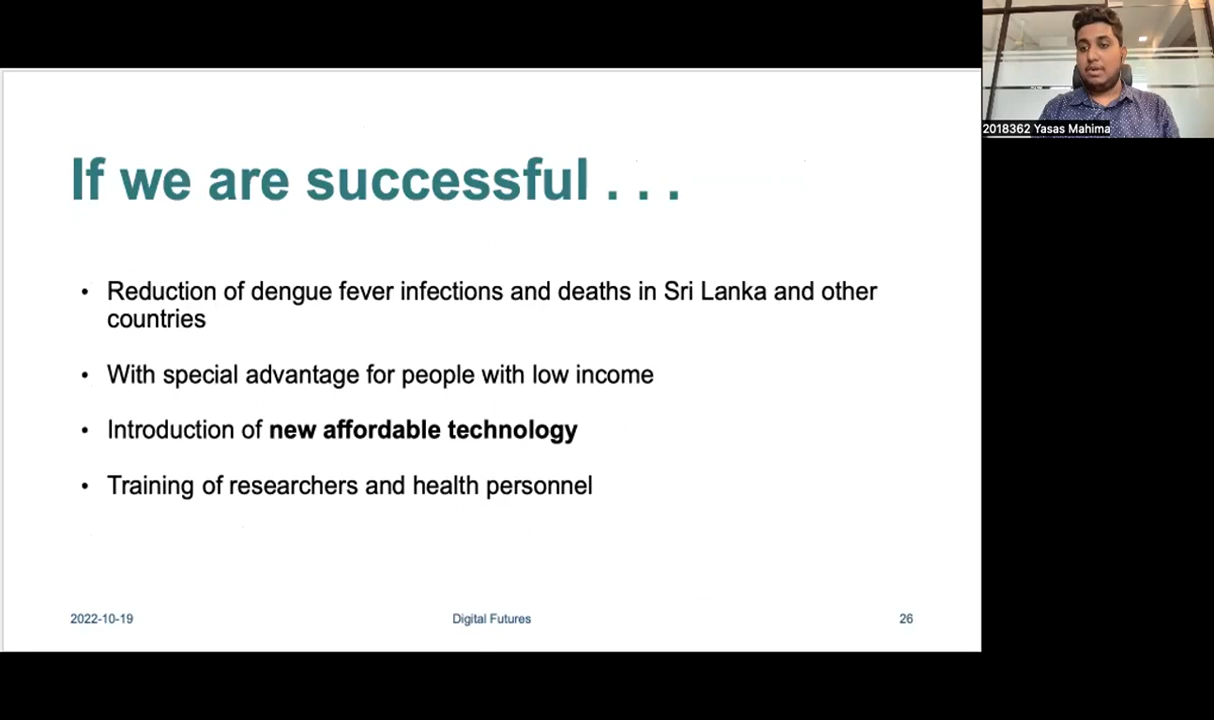 If we are successful . . .
• Reduction of dengue fever infections and deaths in Sri Lanka and other
countries
• With special advantage for people with low income
• Introduction of new affordable technology
• Training of researchers and health personnel
2022-10-19
Digital Futures
26
2018362 Yasas Mahima